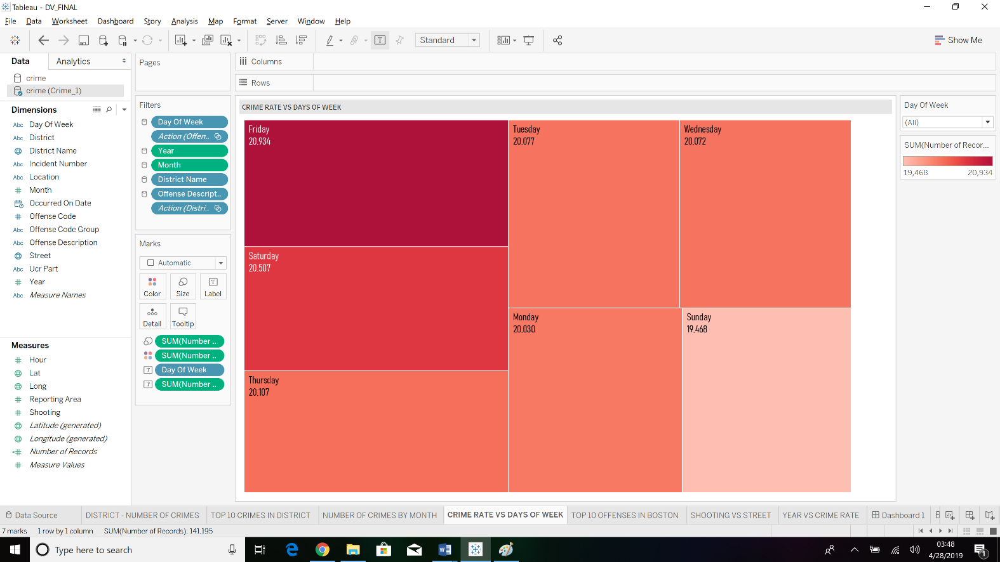 Tableau - DV_FINAL
File Data Worksheet Dashboard Story Analysis Map Format Server Window Help
Standard
Show Me
Data
Analytics
crime
crime (Crime_1)
Dimensions
Abc Day Of Week
Abc District
District Name
Abc Incident Number
Abc Location
Month
Occurred On Date
Offense Code
Abc Offense Code Group
Abc Offense Description
Street
Abc Ucr Part
Year
Abc Measure Names
Measures
Hour
Lat
Long
Reporting Area
Shooting
Latitude (generated)
Longitude (generated)
Number of Records
Measure Values
Pages
Filters
Day Of Week
Action (Offen..
Year
Month
District Name
Offense Descript..
Action (Distri..
Marks
Automatic
Color Size Label
Detail Tooltip
SUM(Number ..
SUM(Number ..
Day Of Week
SUM(Number ..
Columns
Rows
CRIME RATE VS DAYS OF WEEK
Friday
20,934
Saturday
20,507
Thursday
20,107
Tuesday
20,077
Wednesday
20,072
Monday
20,030
Sunday
19,468
Day Of Week
(All)
SUM(Number of Recor...
19,468 20,934
Data Source
DISTRICT - NUMBER OF CRIMES
TOP 10 CRIMES IN DISTRICT
NUMBER OF CRIMES BY MONTH
CRIME RATE VS DAYS OF WEEK
TOP 10 OFFENSES IN BOSTON
SHOOTING VS STREET
YEAR VS CRIME RATE
Dashboard 1
7 marks 1 row by 1 column SUM(Number of Records): 141,195
Type here to search
03:48
4/28/2019
1